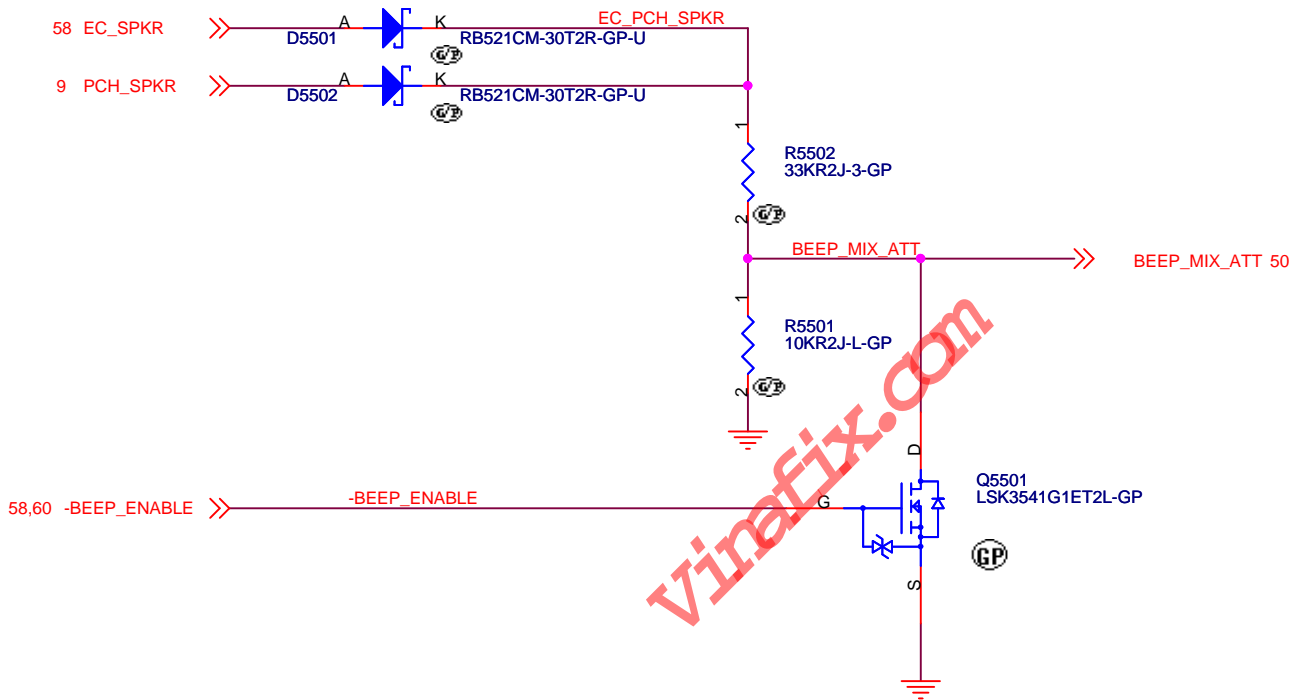 58 EC_SPKR
A
D5501
K
RB521CM-30T2R-GP-U
G/P
EC_PCH_SPKR
9 PCH_SPKR
A
D5502
K
RB521CM-30T2R-GP-U
G/P
1
R5502
33KR2J-3-GP
2
G/P
BEEP_MIX_ATT
BEEP_MIX_ATT 50
1
R5501
10KR2J-L-GP
2
G/P
D
Q5501
LSK3541G1ET2L-GP
58,60 -BEEP_ENABLE
-BEEP_ENABLE
G
GP
S
vinafix.com